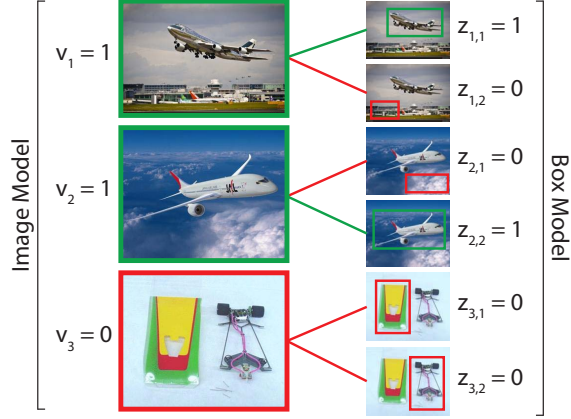 Image Model
v1 = 1
v2 = 1
v3 = 0
JAL
z1,1 = 1
z1,2 = 0
z2,1 = 0
z2,2 = 1
z3,1 = 0
z3,2 = 0
Box Model